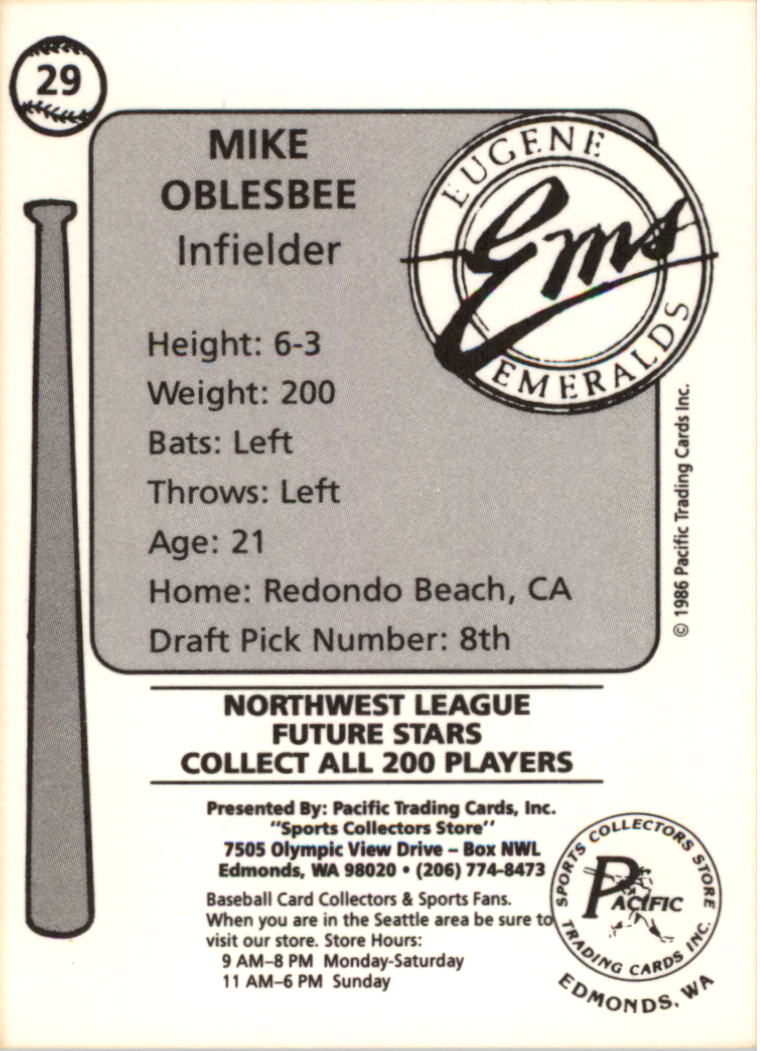 29
MIKE
OBLESBEE
Infielder
EUGENE
Ems
EMERALDS
Height: 6-3
Weight: 200
Bats: Left
Throws: Left
Age: 21
Home: Redondo Beach, CA
Draft Pick Number: 8th
© 1986 Pacific Trading Cards Inc.
NORTHWEST LEAGUE
FUTURE STARS
COLLECT ALL 200 PLAYERS
Presented By: Pacific Trading Cards, Inc.
"Sports Collectors Store"
7505 Olympic View Drive – Box NWL
Edmonds, WA 98020 • (206) 774-8473
Baseball Card Collectors & Sports Fans.
When you are in the Seattle area be sure to
visit our store. Store Hours:
9 AM–8 PM Monday-Saturday
11 AM–6 PM Sunday
SPORTS COLLECTORS STORE
PACIFIC
TRADING CARDS INC.
EDMONDS, WA